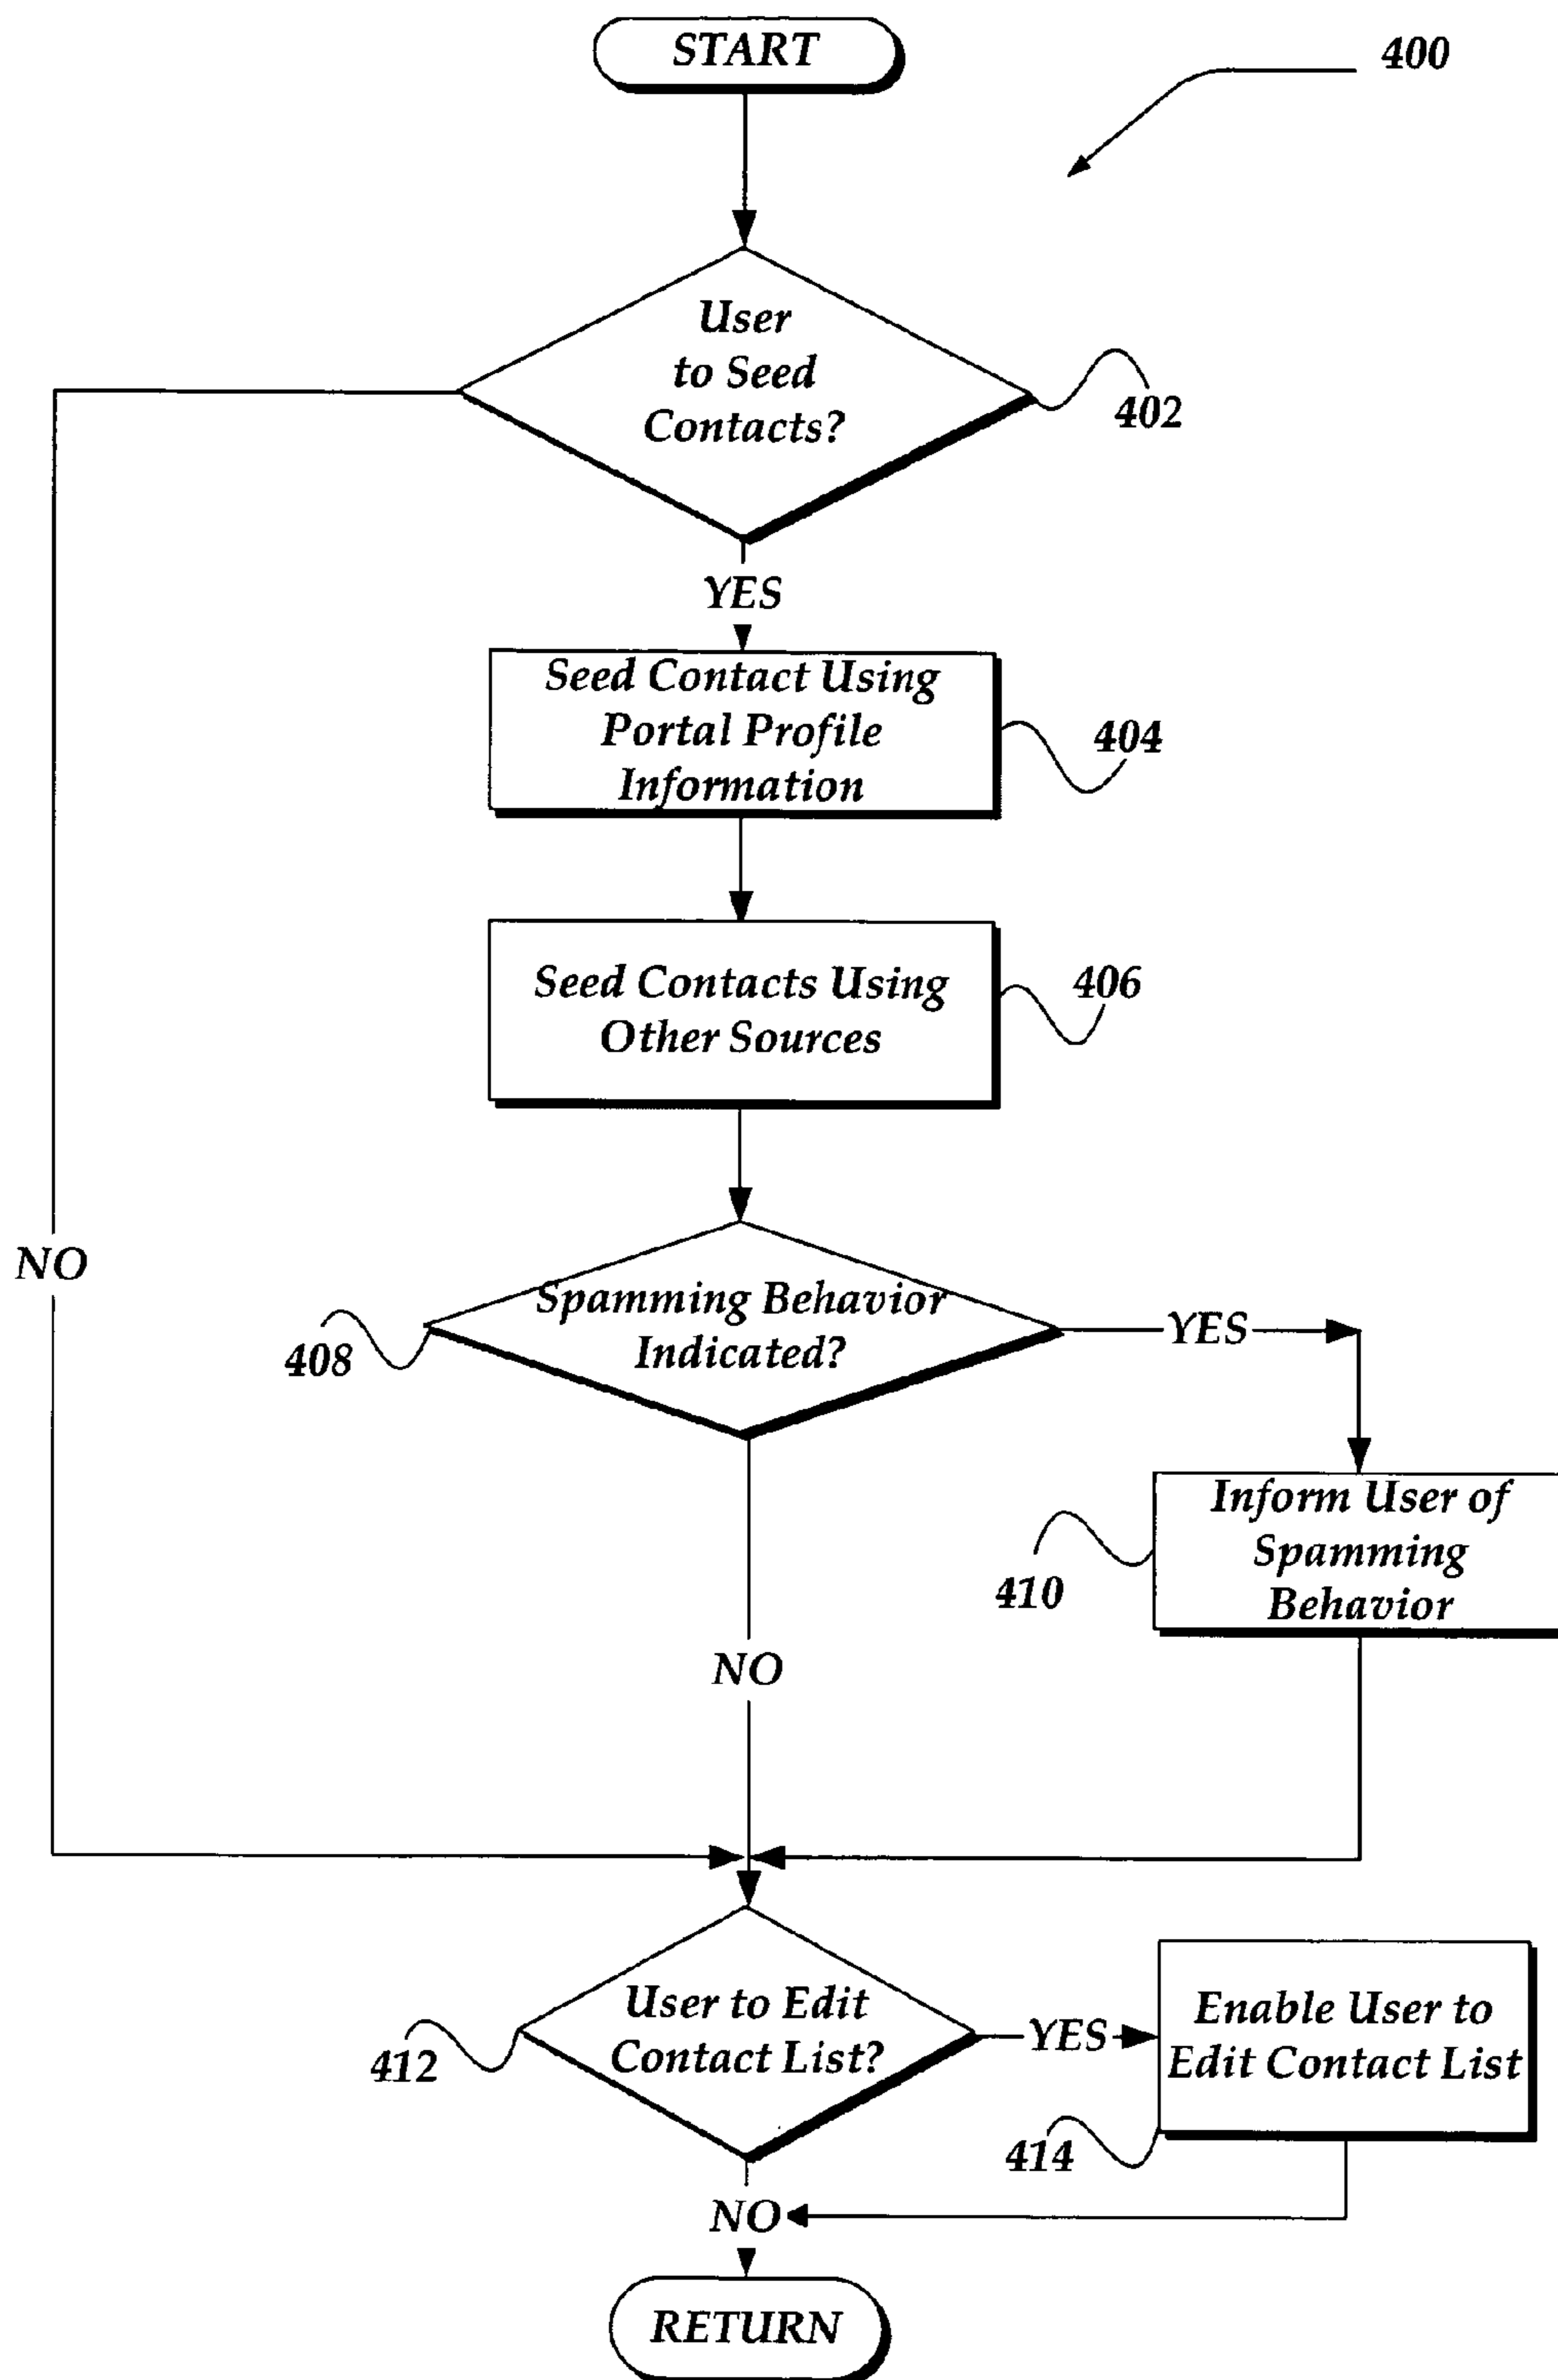 START
400
User
to Seed
Contacts?
402
YES
Seed Contact Using
Portal Profile
Information
404
Seed Contacts Using
Other Sources
406
NO
Spamming Behavior
Indicated?
408
YES
Inform User of
Spamming
Behavior
410
NO
User to Edit
Contact List?
412
YES
Enable User to
Edit Contact List
414
NO
RETURN